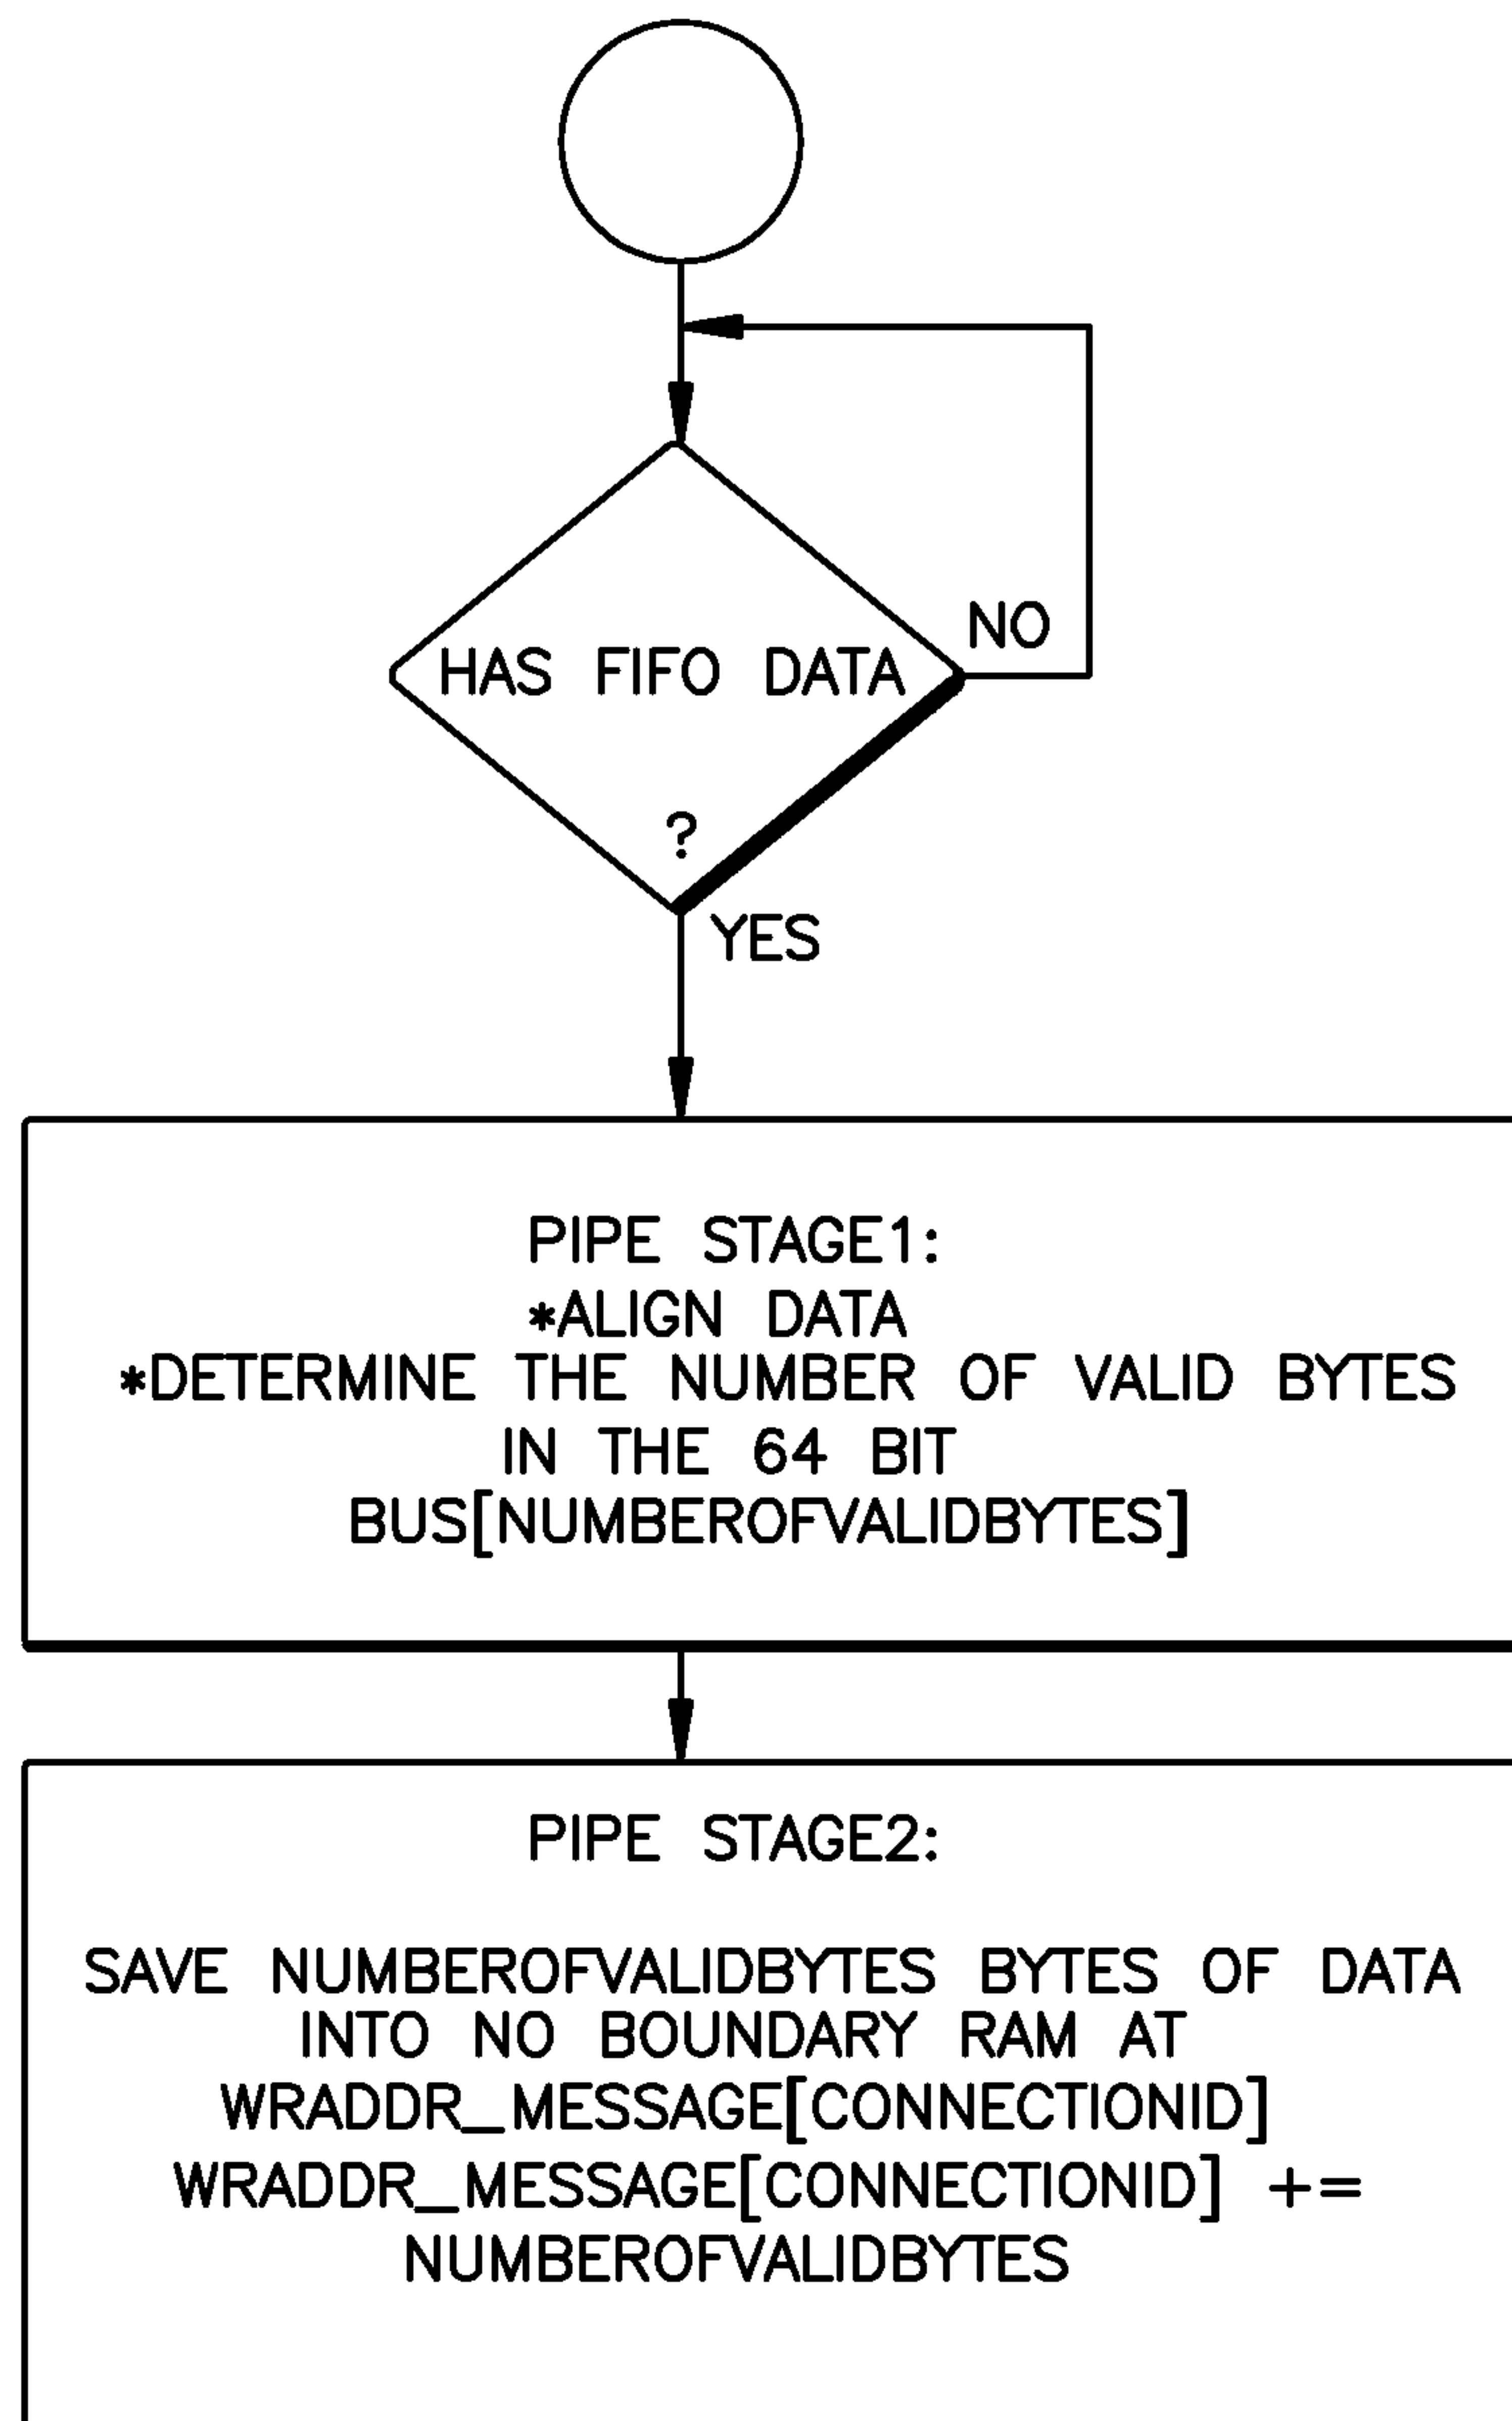 NO
HAS FIFO DATA
?
YES
PIPE STAGE1:
*ALIGN DATA
*DETERMINE THE NUMBER OF VALID BYTES
IN THE 64 BIT
BUS[NUMBEROFVALIDBYTES]
PIPE STAGE2:
SAVE NUMBEROFVALIDBYTES BYTES OF DATA
INTO NO BOUNDARY RAM AT
WRADDR_MESSAGE[CONNECTIONID]
WRADDR_MESSAGE[CONNECTIONID] +=
NUMBEROFVALIDBYTES